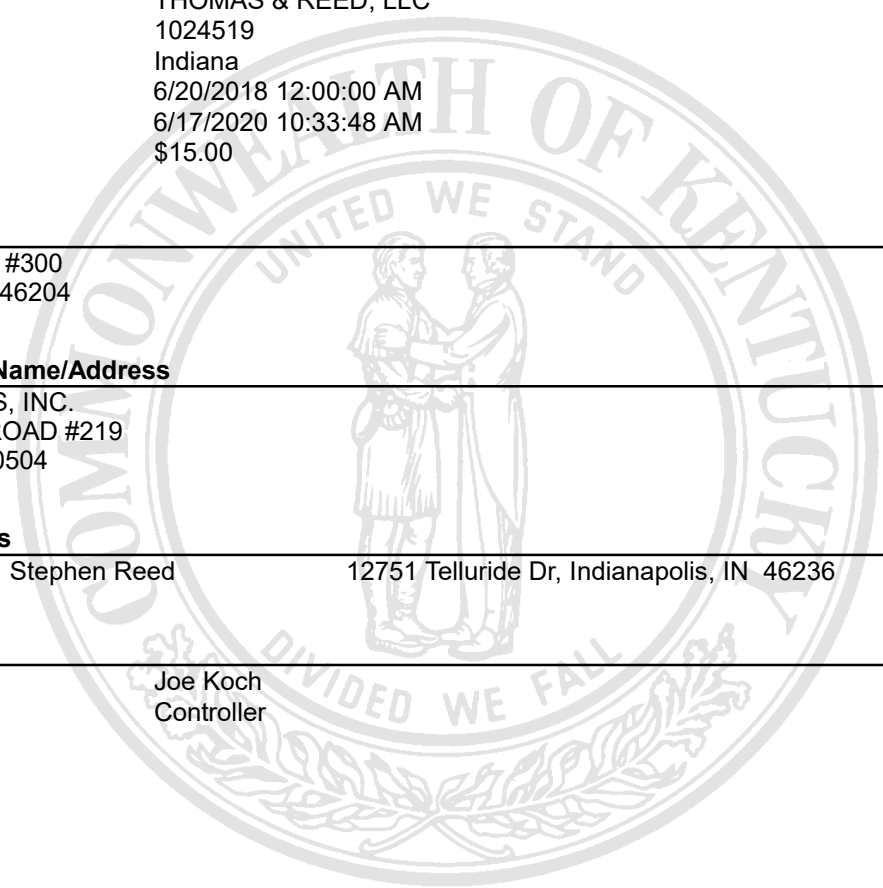 THOMAS & REED, LLC
1024519
Indiana
6/20/2018 12:00:00 AM
6/17/2020 10:33:48 AM
$15.00
#300
46204
Name/Address
S, INC.
ROAD #219
0504
s
Stephen Reed 12751 Telluride Dr, Indianapolis, IN 46236
Joe Koch
Controller
COMMONWEALTH OF KENTUCKY
UNITED WE STAND
DIVIDED WE FALL